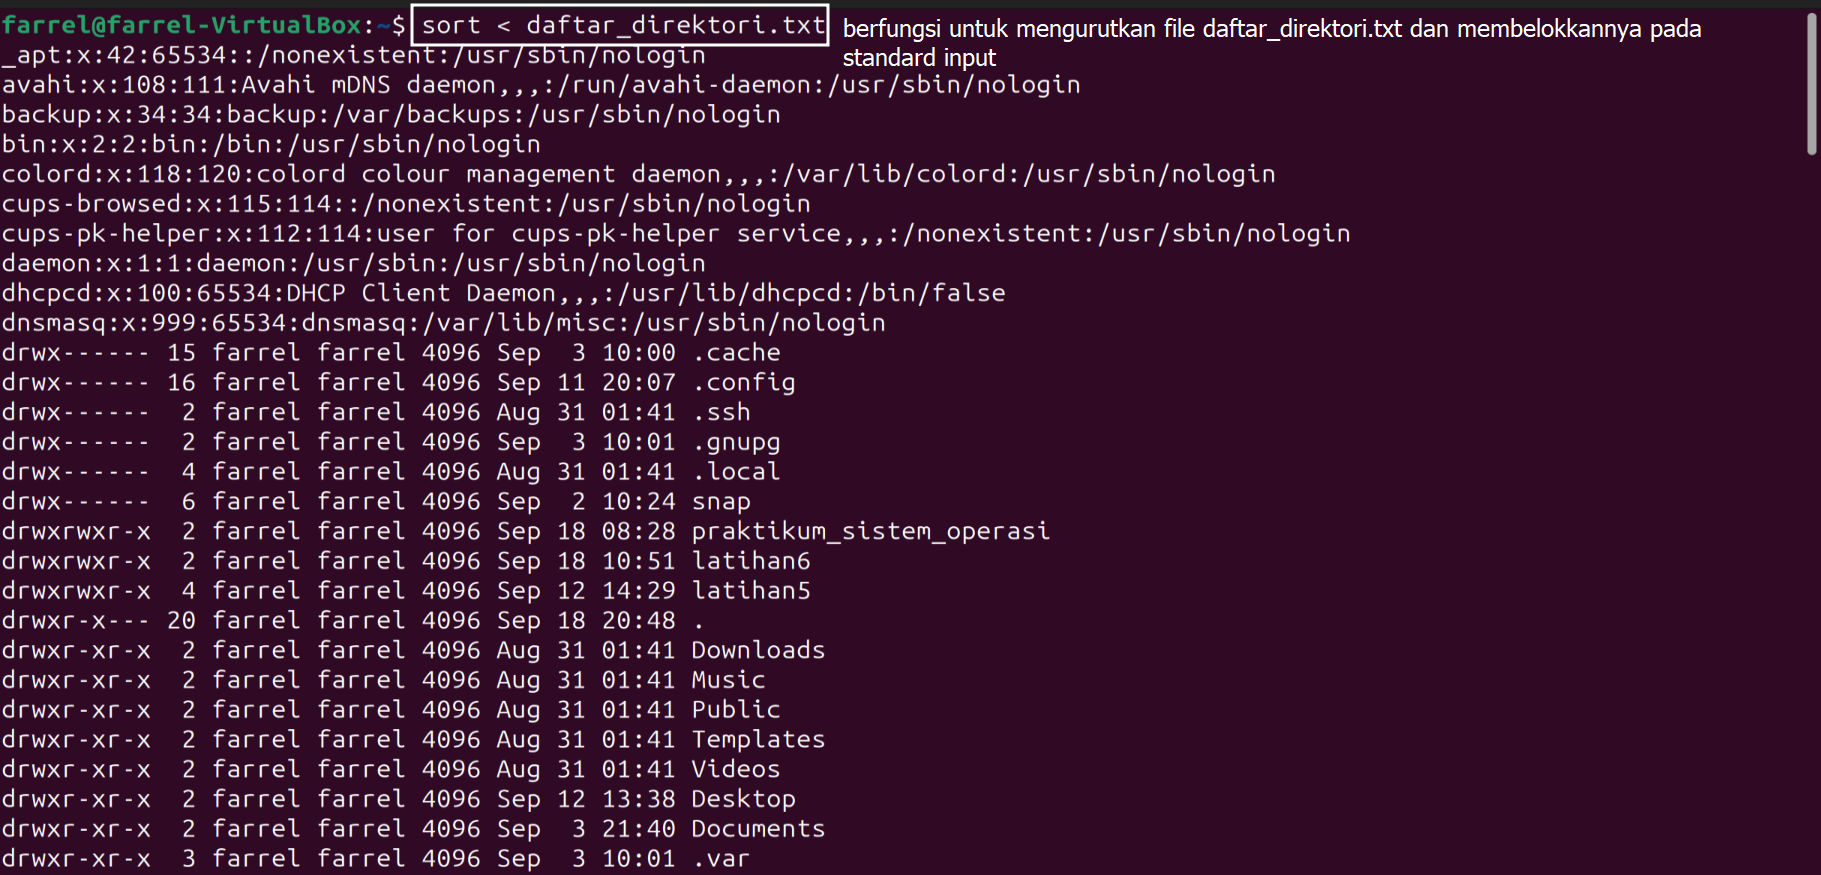 farrel@farrel-VirtualBox:~$ sort < daftar_direktori.txt berfungsi untuk mengurutkan file daftar_direktori.txt dan membelokkannya pada
standard input
_apt:x:42:65534::/nonexistent:/usr/sbin/nologin
avahi:x:108:111:Avahi mDNS daemon,,,:/run/avahi-daemon:/usr/sbin/nologin
backup:x:34:34:backup:/var/backups:/usr/sbin/nologin
bin:x:2:2:bin:/bin:/usr/sbin/nologin
colord:x:118:120:colord colour management daemon,,,:/var/lib/colord:/usr/sbin/nologin
cups-browsed:x:115:114::/nonexistent:/usr/sbin/nologin
cups-pk-helper:x:112:114:user for cups-pk-helper service,,,:/nonexistent:/usr/sbin/nologin
daemon:x:1:1:daemon:/usr/sbin:/usr/sbin/nologin
dhcpcd:x:100:65534:DHCP Client Daemon,,,:/usr/lib/dhcpcd:/bin/false
dnsmasq:x:999:65534:dnsmasq:/var/lib/misc:/usr/sbin/nologin
drwx------ 15 farrel farrel 4096 Sep  3 10:00 .cache
drwx------ 16 farrel farrel 4096 Sep 11 20:07 .config
drwx------  2 farrel farrel 4096 Aug 31 01:41 .ssh
drwx------  2 farrel farrel 4096 Sep  3 10:01 .gnupg
drwx------  4 farrel farrel 4096 Aug 31 01:41 .local
drwx------  6 farrel farrel 4096 Sep  2 10:24 snap
drwxrwxr-x  2 farrel farrel 4096 Sep 18 08:28 praktikum_sistem_operasi
drwxrwxr-x  2 farrel farrel 4096 Sep 18 10:51 latihan6
drwxrwxr-x  4 farrel farrel 4096 Sep 12 14:29 latihan5
drwxr-x--- 20 farrel farrel 4096 Sep 18 20:48 .
drwxr-xr-x  2 farrel farrel 4096 Aug 31 01:41 Downloads
drwxr-xr-x  2 farrel farrel 4096 Aug 31 01:41 Music
drwxr-xr-x  2 farrel farrel 4096 Aug 31 01:41 Public
drwxr-xr-x  2 farrel farrel 4096 Aug 31 01:41 Templates
drwxr-xr-x  2 farrel farrel 4096 Aug 31 01:41 Videos
drwxr-xr-x  2 farrel farrel 4096 Sep 12 13:38 Desktop
drwxr-xr-x  2 farrel farrel 4096 Sep  3 21:40 Documents
drwxr-xr-x  3 farrel farrel 4096 Sep  3 10:01 .var